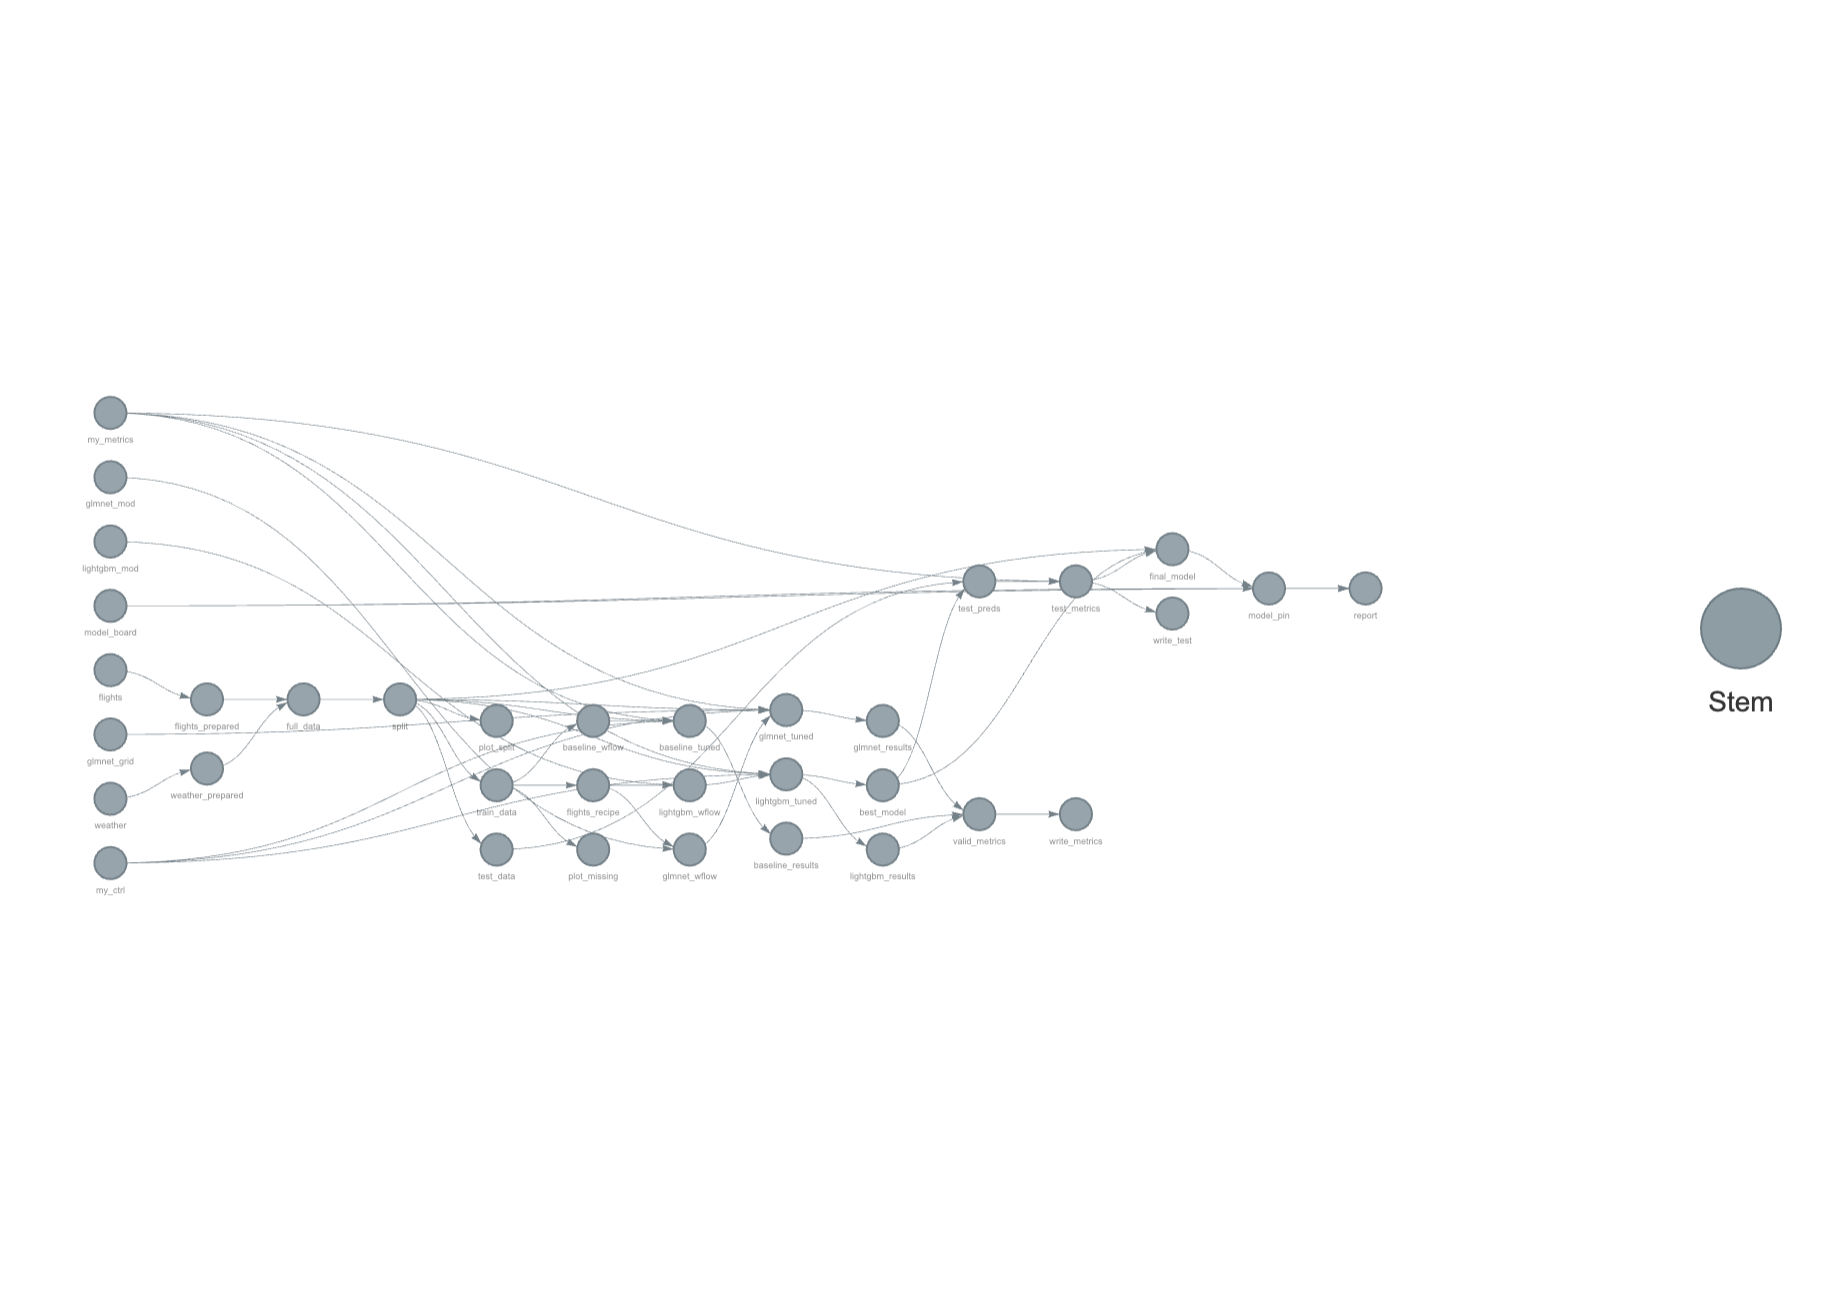 my_metrics
glmnet_mod
lightgbm_mod
final_model
model_board
test_preds
test_metrics
model_pin
report
write_test
flights
flights_prepared
full_data
split
Stem
glmnet_grid
plot_split
baseline_wflow
baseline_tuned
glmnet_tuned
glmnet_results
weather_prepared
weather
train_data
flights_recipe
lightgbm_wflow
lightgbm_tuned
best_model
valid_metrics
write_metrics
my_ctrl
test_data
plot_missing
glmnet_wflow
baseline_results
lightgbm_results